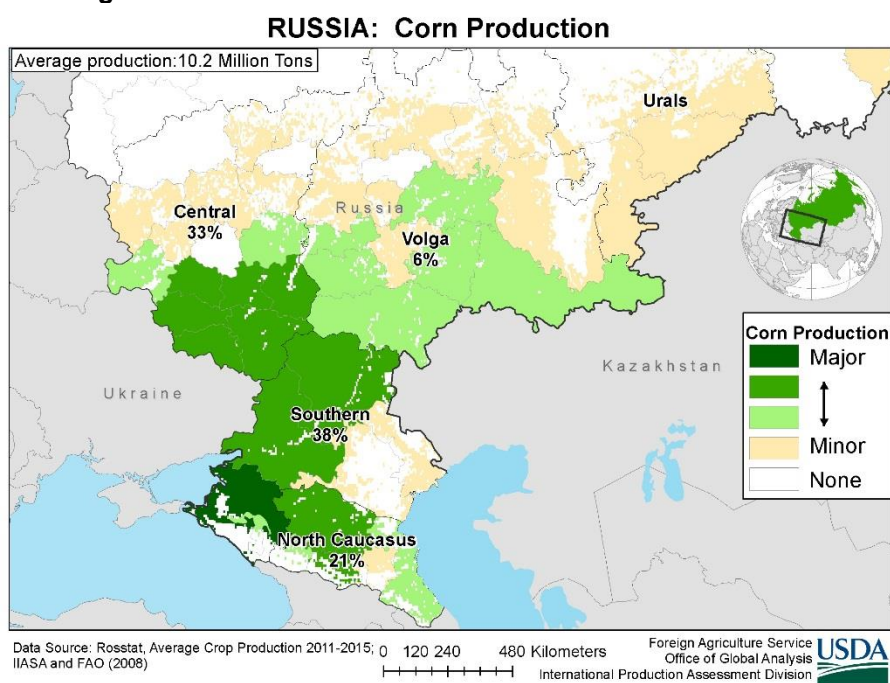 RUSSIA: Corn Production
Average production:10.2 Million Tons
Urals
Central
33%
Russia
Volga
6%
Ukraine
Kazakhstan
Southern
38%
North Caucasus
21%
Corn Production
Major
Minor
None
Data Source: Rosstat, Average Crop Production 2011-2015;
IIASA and FAO (2008)
0 120 240 480 Kilometers
Foreign Agriculture Service
Office of Global Analysis
International Production Assessment Division
USDA